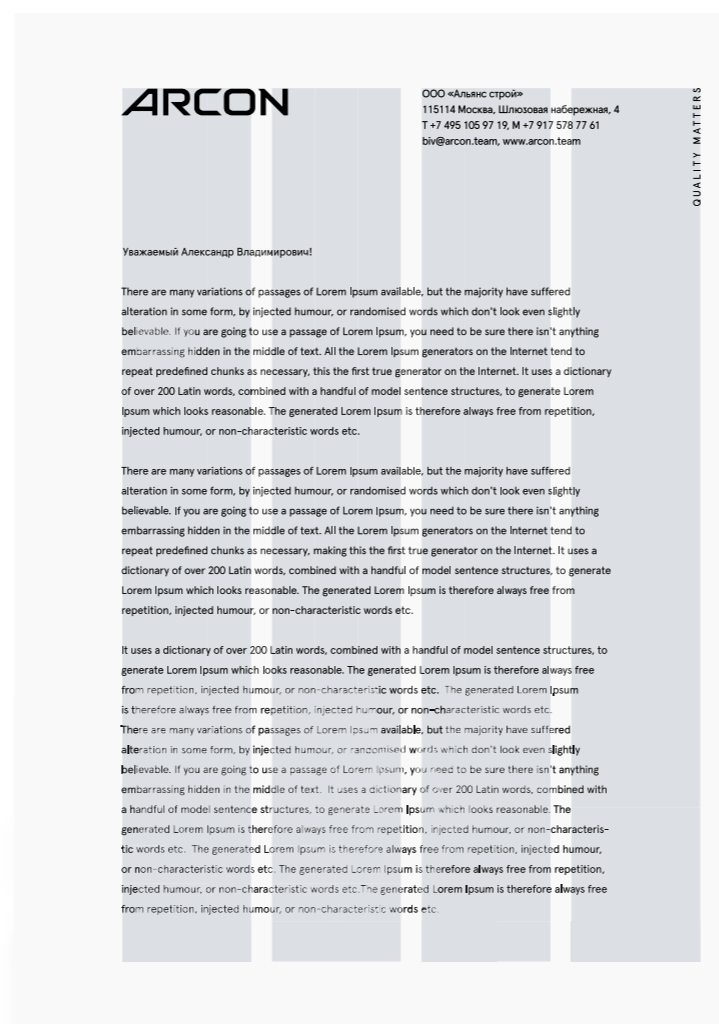 ARCON
ООО «Альянс строй»
115114 Москва, Шлюзовая набережная, 4
T +7 495 105 97 19, M +7 917 578 77 61
biv@arcon.team, www.arcon.team
QUALITY MATTERS
Уважаемый Александр Владимирович!
There are many variations of passages of Lorem Ipsum available, but the majority have suffered
alteration in some form, by injected humour, or randomised words which don't look even slightly
believable. If you are going to use a passage of Lorem Ipsum, you need to be sure there isn't anything
embarrassing hidden in the middle of text. All the Lorem Ipsum generators on the Internet tend to
repeat predefined chunks as necessary, this the first true generator on the Internet. It uses a dictionary
of over 200 Latin words, combined with a handful of model sentence structures, to generate Lorem
Ipsum which looks reasonable. The generated Lorem Ipsum is therefore always free from repetition,
injected humour, or non-characteristic words etc.
There are many variations of passages of Lorem Ipsum available, but the majority have suffered
alteration in some form, by injected humour, or randomised words which don't look even slightly
believable. If you are going to use a passage of Lorem Ipsum, you need to be sure there isn't anything
embarrassing hidden in the middle of text. All the Lorem Ipsum generators on the Internet tend to
repeat predefined chunks as necessary, making this the first true generator on the Internet. It uses a
dictionary of over 200 Latin words, combined with a handful of model sentence structures, to generate
Lorem Ipsum which looks reasonable. The generated Lorem Ipsum is therefore always free from
repetition, injected humour, or non-characteristic words etc.
It uses a dictionary of over 200 Latin words, combined with a handful of model sentence structures, to
generate Lorem Ipsum which looks reasonable. The generated Lorem Ipsum is therefore always free
from repetition, injected humour, or non-characteristic words etc. The generated Lorem Ipsum
is therefore always free from repetition, injected humour, or non-characteristic words etc.
There are many variations of passages of Lorem Ipsum available, but the majority have suffered
alteration in some form, by injected humour, or randomised words which don't look even slightly
believable. If you are going to use a passage of Lorem Ipsum, you need to be sure there isn't anything
embarrassing hidden in the middle of text. It uses a dictionary of over 200 Latin words, combined with
a handful of model sentence structures, to generate Lorem Ipsum which looks reasonable. The
generated Lorem Ipsum is therefore always free from repetition, injected humour, or non-characteris-
tic words etc. The generated Lorem Ipsum is therefore always free from repetition, injected humour,
or non-characteristic words etc. The generated Lorem Ipsum is therefore always free from repetition,
injected humour, or non-characteristic words etc.The generated Lorem Ipsum is therefore always free
from repetition, injected humour, or non-characteristic words etc.